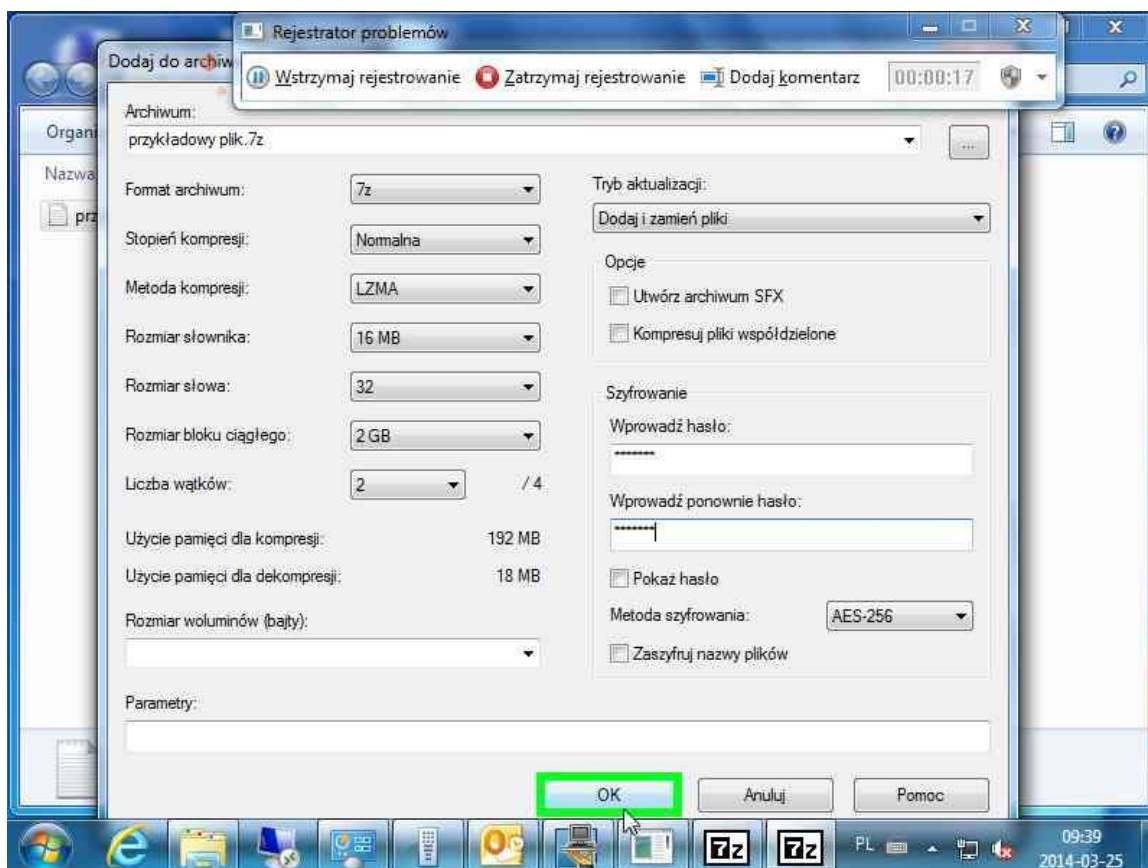 Rejestrator problemów
Dodaj do archiw
Wstrzymaj rejestrowanie Zatrzymaj rejestrowanie Dodaj komentarz 00:00:17
Organi
Nazwa
prz
Archiwum:
przykładowy plik.7z
...
Format archiwum: 7z
Stopień kompresji: Normalna
Metoda kompresji: LZMA
Rozmiar słownika: 16 MB
Rozmiar słowa: 32
Rozmiar bloku ciągłego: 2 GB
Liczba wątków: 2 / 4
Użycie pamięci dla kompresji: 192 MB
Użycie pamięci dla dekompresji: 18 MB
Rozmiar woluminów (bajty):
Tryb aktualizacji:
Dodaj i zamień pliki
Opcje
Utwórz archiwum SFX
Kompresuj pliki współdzielone
Szyfrowanie
Wprowadź hasło:
*******
Wprowadź ponownie hasło:
*******
Pokaż hasło
Metoda szyfrowania: AES-256
Zaszyfruj nazwy plików
Parametry:
OK Anuluj Pomoc
7z 7z PL 09:39
2014-03-25